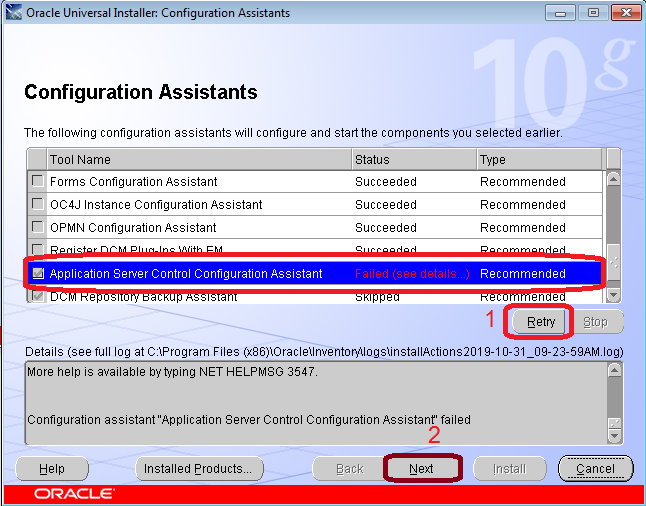 Oracle Universal Installer: Configuration Assistants
10g
Configuration Assistants
The following configuration assistants will configure and start the components you selected earlier.
Tool Name Status Type
Forms Configuration Assistant Succeeded Recommended
OC4J Instance Configuration Assistant Succeeded Recommended
OPMN Configuration Assistant Succeeded Recommended
Register DCM Plug-Ins With EM Succeeded Recommended
Application Server Control Configuration Assistant Failed (see details...) Recommended
DCM Repository Backup Assistant Skipped Recommended
1 Retry Stop
Details (see full log at C:\Program Files (x86)\Oracle\Inventory\logs\installActions2019-10-31_09-23-59AM.log)
More help is available by typing NET HELPMSG 3547.
Configuration assistant "Application Server Control Configuration Assistant" failed
2
Help Installed Products... Back Next Install Cancel
ORACLE